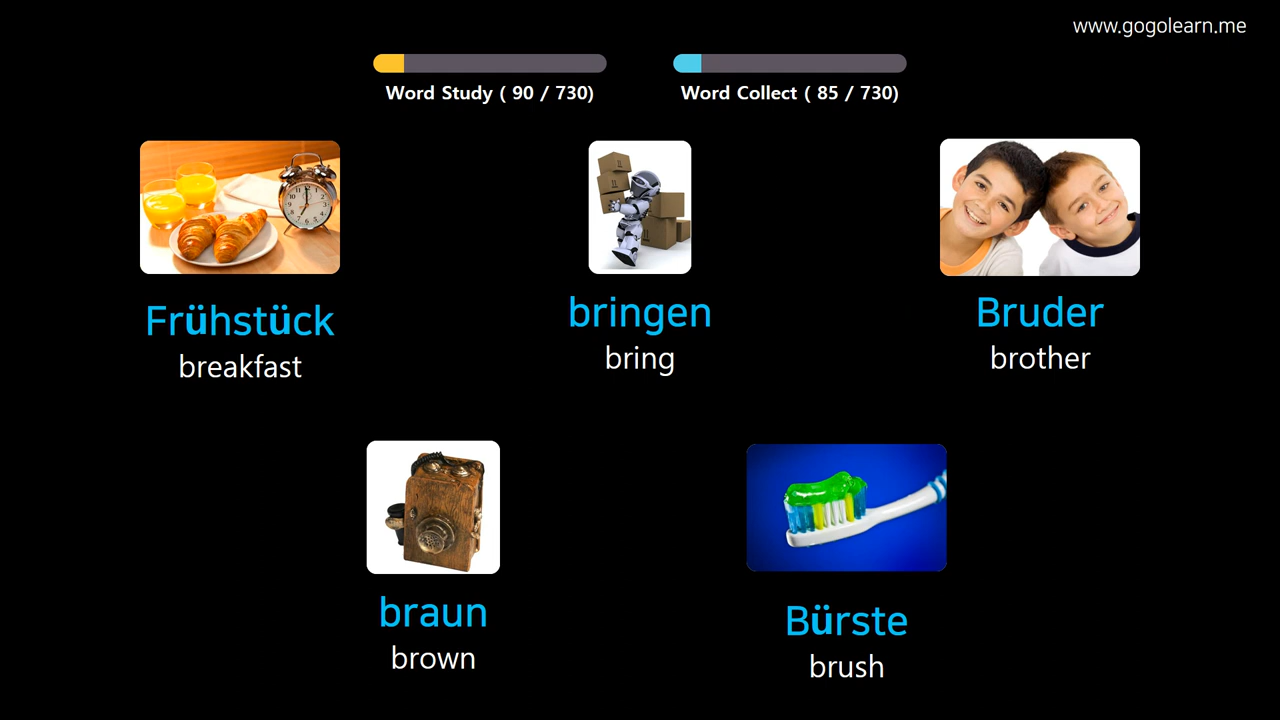 www.gogolearn.me
Word Study ( 90 / 730)
Word Collect ( 85 / 730)
Frühstück
breakfast
bringen
bring
Bruder
brother
braun
brown
Bürste
brush